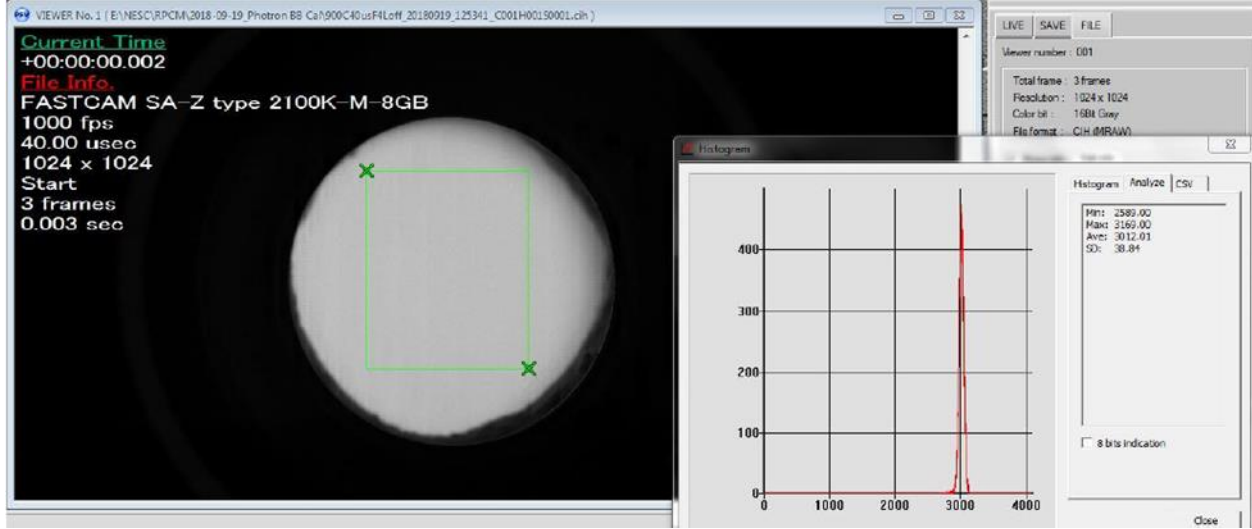 VIEWER No. 1 ( E:\NESC\RPCM\2018-09-19_Photron BB Cal\900C40usF4Loff_20180919_125341_C001H001S0001.cih )
Current Time
+00:00:00.002
File Info.
FASTCAM SA-Z type 2100K-M-8GB
1000 fps
40.00 usec
1024 x 1024
Start
3 frames
0.003 sec
LIVE SAVE FILE
Viewer number : 001
Total frame : 3 frames
Resolution : 1024 x 1024
Color bit : 16Bit Gray
File format : CIH (MRAW)
Histogram
Histogram Analyze CSV
Min: 2589.00
Max: 3169.00
Ave: 3012.01
SD: 38.84
400
300
200
100
0
0 1000 2000 3000 4000
8 bits indication
Close